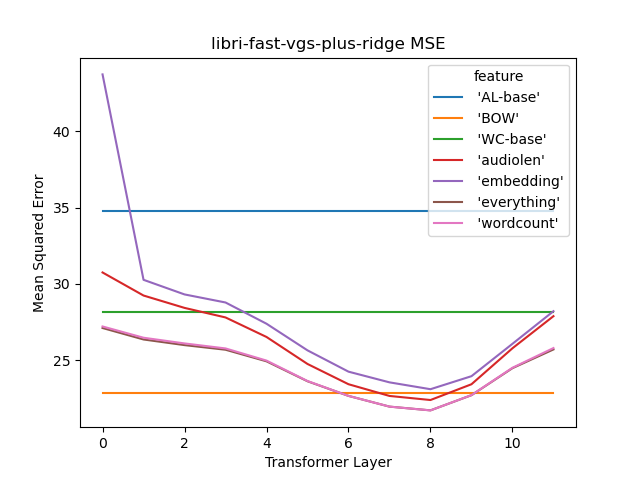 libri-fast-vgs-plus-ridge MSE
feature
'AL-base'
'BOW'
'WC-base'
'audiolen'
'embedding'
'everything'
'wordcount'
Mean Squared Error
40
35
30
25
0 2 4 6 8 10
Transformer Layer